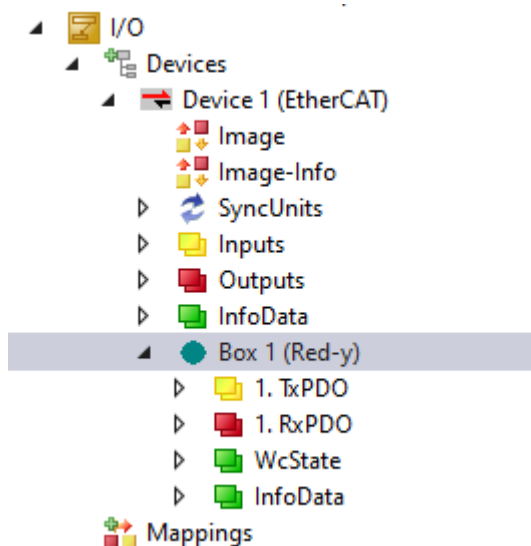 I/O
Devices
Device 1 (EtherCAT)
Image
Image-Info
SyncUnits
Inputs
Outputs
InfoData
Box 1 (Red-y)
1. TxPDO
1. RxPDO
WcState
InfoData
Mappings